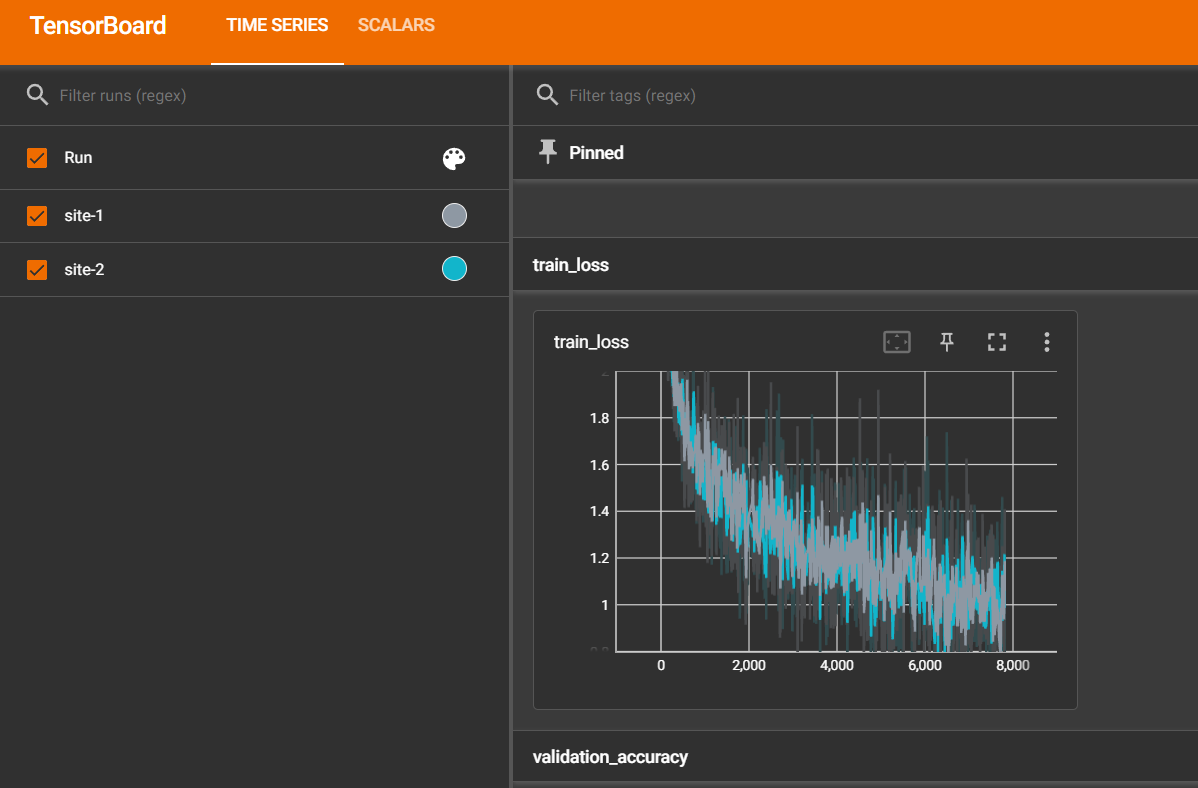 TensorBoard
TIME SERIES
SCALARS
Filter runs (regex)
Run
site-1
site-2
Filter tags (regex)
Pinned
train_loss
train_loss
1.8
1.6
1.4
1.2
1
0 2,000 4,000 6,000 8,000
validation_accuracy